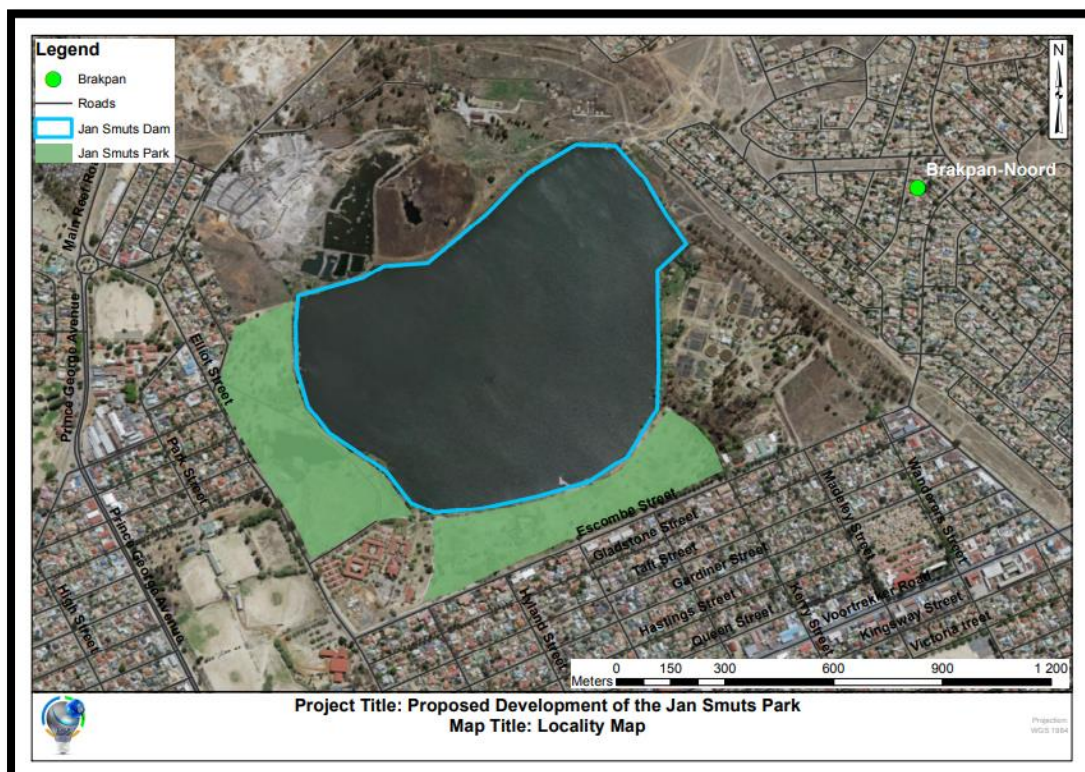 Legend
Brakpan
Roads
Jan Smuts Dam
Jan Smuts Park
N
Brakpan-Noord
Main Reef Ro
Prince George Avenue
Elliot Street
Park Street
Prince George Avenue
High Street
Escombe Street
Gladstone Street
Taft Street
Gardiner Street
Hastings Street
Queen Street
Hyland Street
Madeley Street
Wanderers Street
Kerry Street
Voortrekker Road
Kingsway Street
Victoria treet
0 150 300 600 900 1 200
Meters
Project Title: Proposed Development of the Jan Smuts Park
Map Title: Locality Map
Projection:
WGS 1984